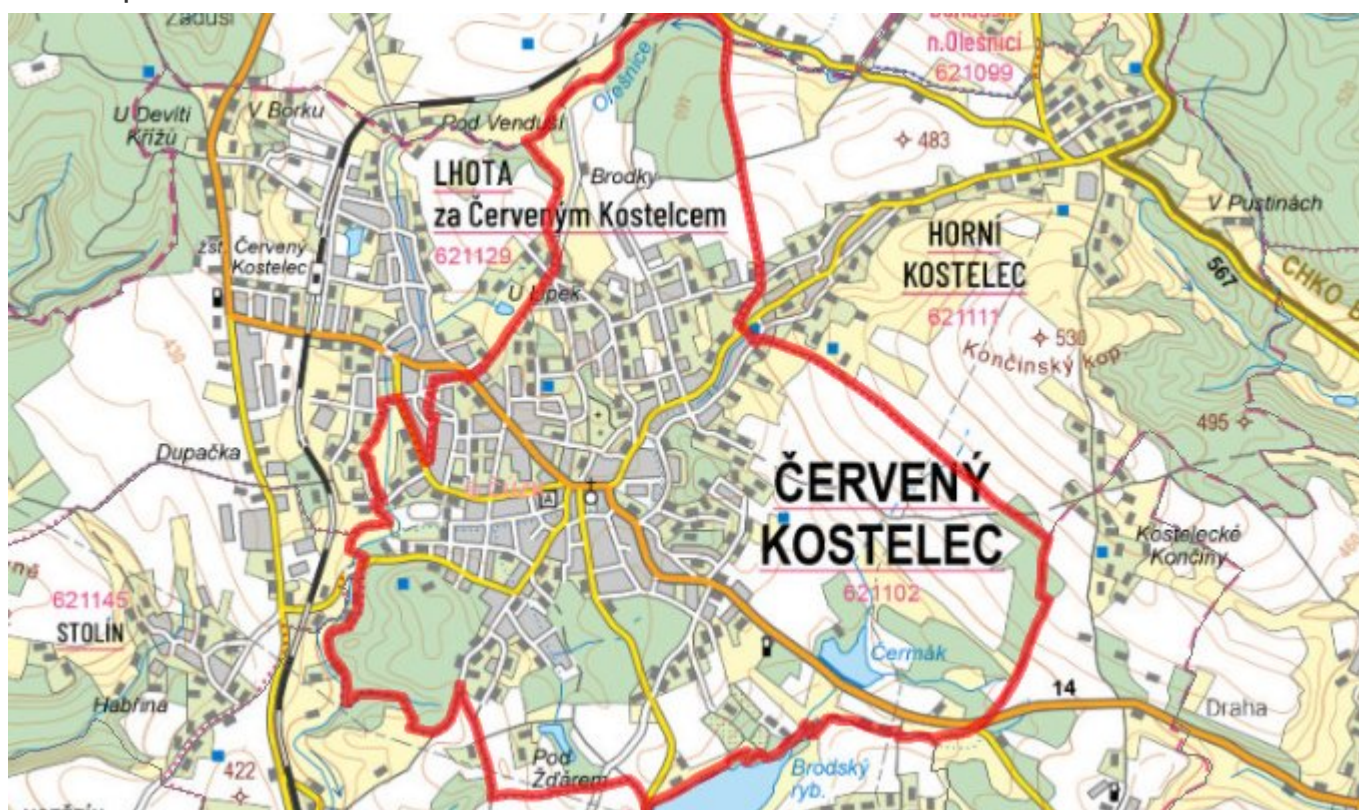 Záduší
n.Olešnicí
621099
Olešnice
U Devíti
Křížů
V Borku
Pod Vendusí
483
LHOTA
za Červeným Kostelcem
621129
Brodky
V Pustinách
HORNÍ
KOSTELEC
621111
567
CHKO B
žst. Červený
Kostelec
U Lípek
430
530
Končinský kop.
495
Dupačka
ČERVENÝ
KOSTELEC
621102
Kostelecké
Končiny
621145
STOLÍN
Čermák
14
Draha
Habřina
Pod
Žďárem
Brodský
ryb.
422